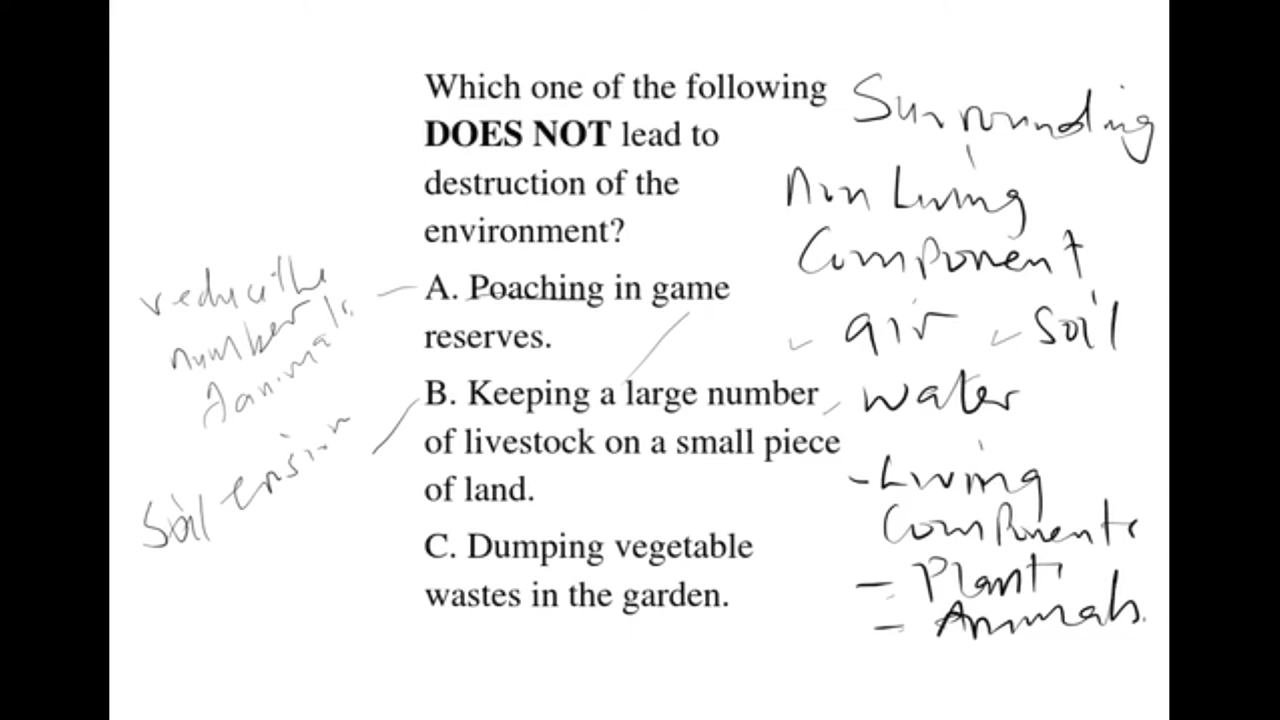 Which one of the following
DOES NOT lead to
destruction of the
environment?
A. Poaching in game
reserves.
B. Keeping a large number
of livestock on a small piece
of land.
C. Dumping vegetable
wastes in the garden.
Surrounding
Non Living
Component
air soil
water
- Living
Components
- Plants
- Animals.
reduce the
number
animals
Soil erosion